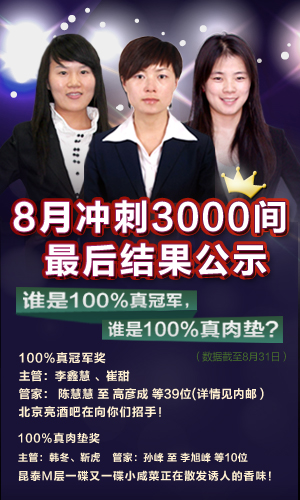 8月冲刺3000间
最后结果公示
谁是100%真冠军，
谁是100%真肉垫?
（数据截至8月31日）
100%真冠军奖
主管：李鑫慧 、崔甜
管家： 陈慧慧 至 高彦成 等39位(详情见内邮 )
北京亮酒吧在向你们招手！
100%真肉垫奖
主管：韩冬、靳虎 管家：孙峰 至 李旭峰 等10位
昆泰M层一碟又一碟小咸菜正在散发诱人的香味！